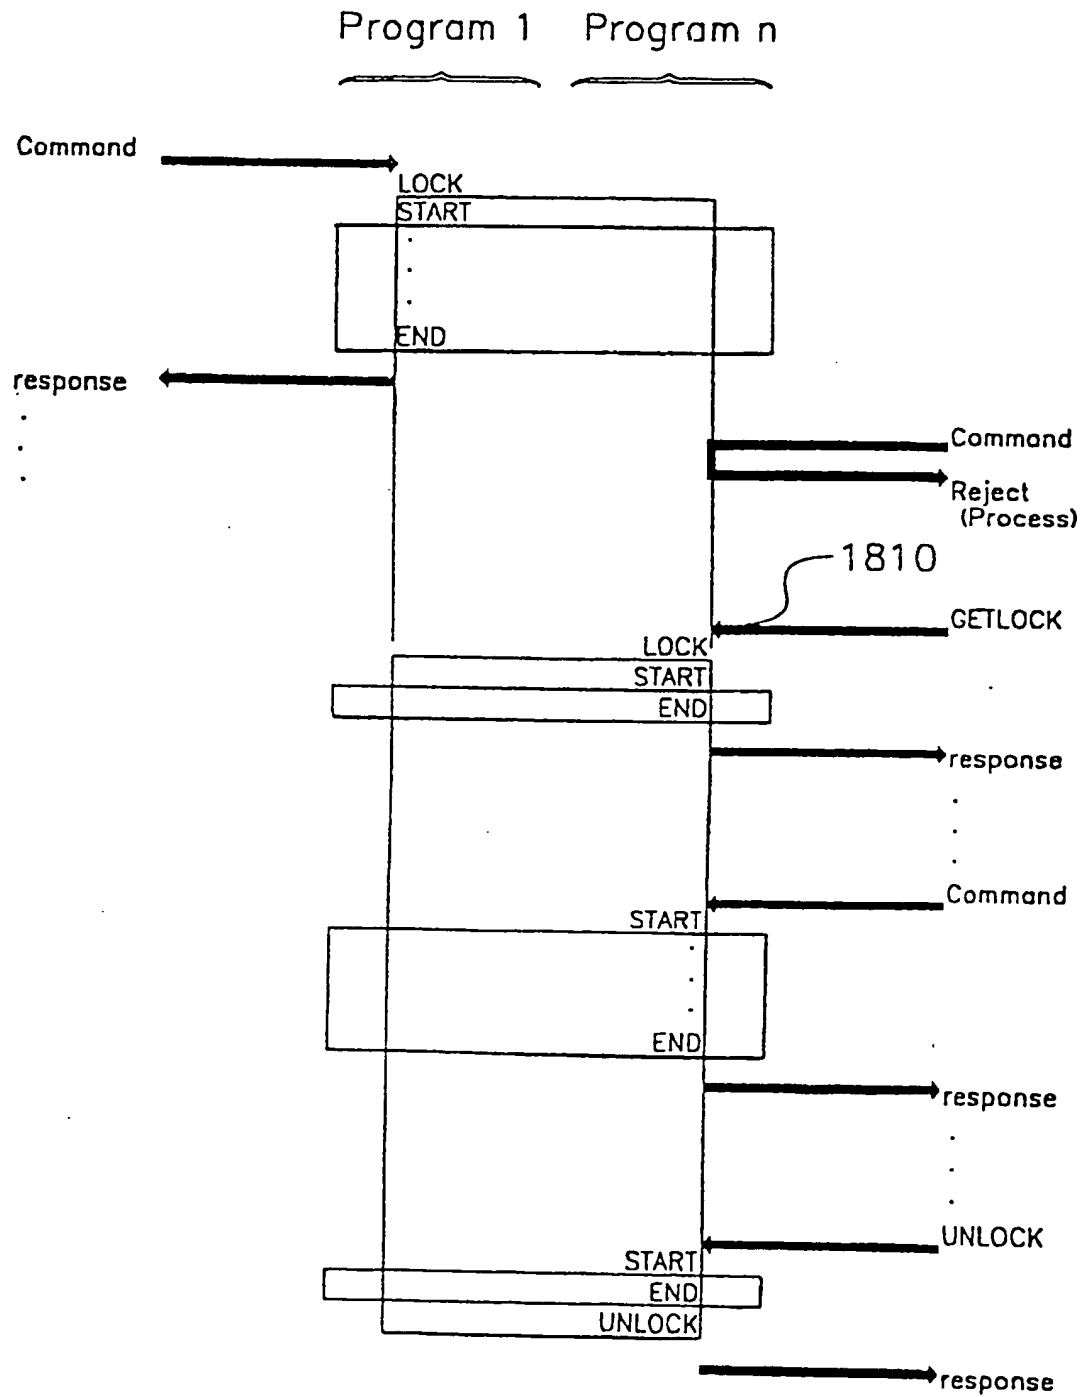 Program 1 Program n
Command
LOCK
START
END
response
Command
Reject
(Process)
1810
GETLOCK
LOCK
START
END
response
Command
START
END
response
UNLOCK
START
END
UNLOCK
response